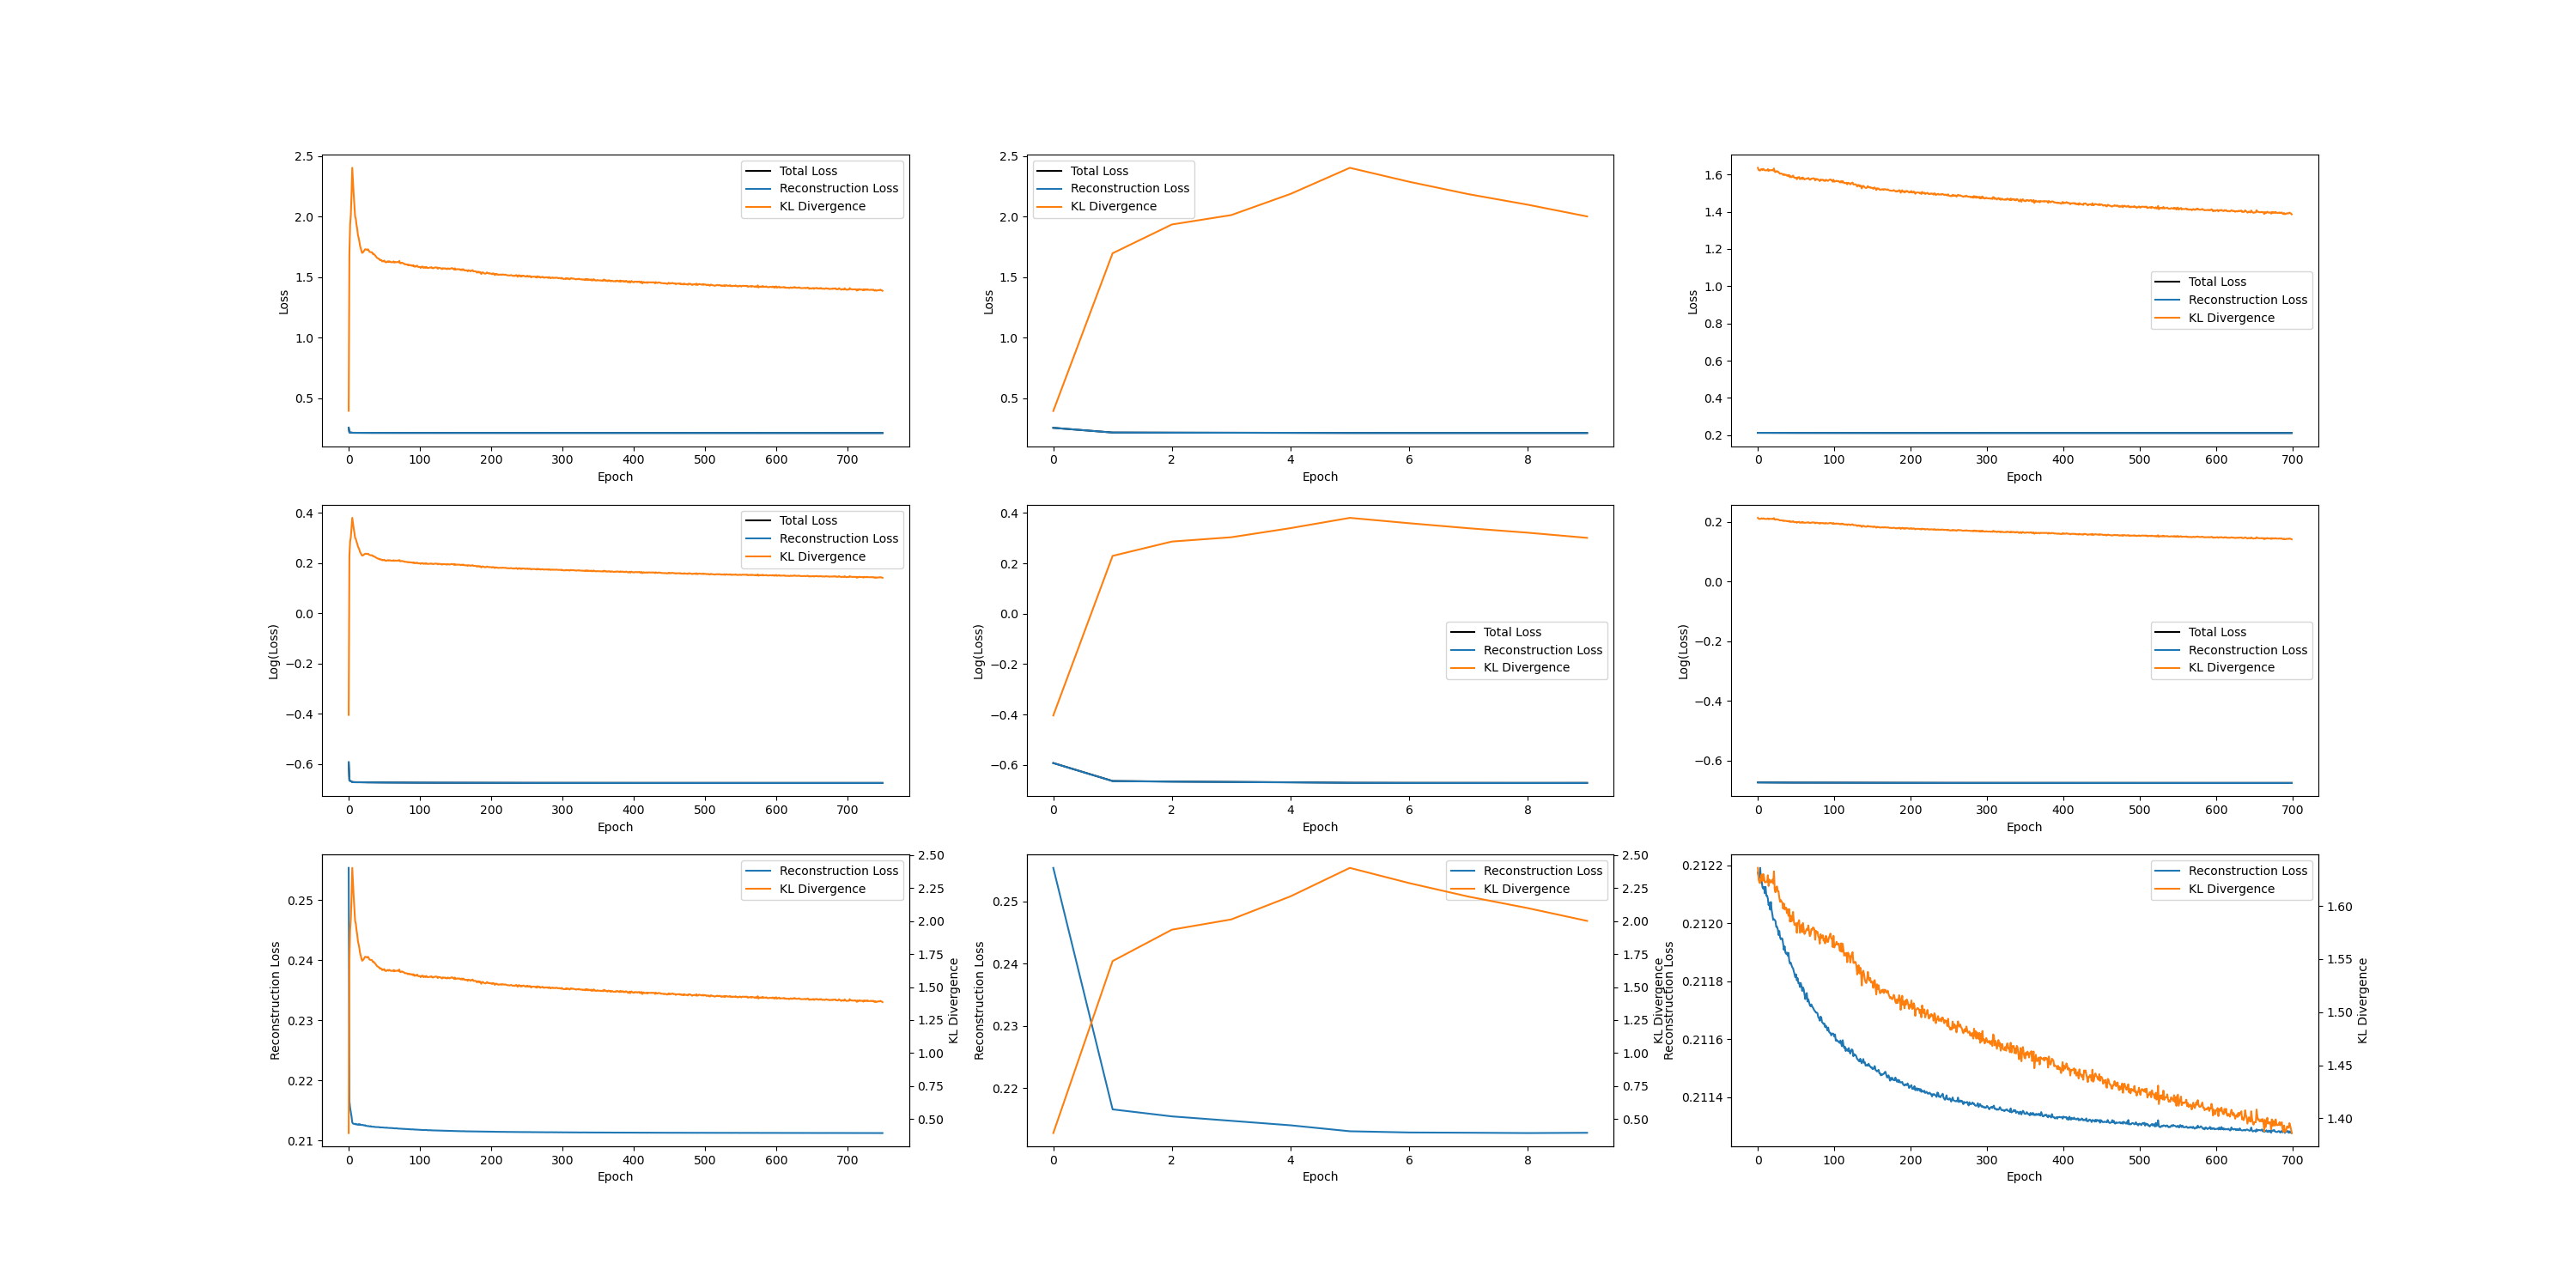 2.5
2.0
1.5
1.0
0.5
Loss
0 100 200 300 400 500 600 700
Epoch
Total Loss
Reconstruction Loss
KL Divergence
2.5
2.0
1.5
1.0
0.5
Loss
0 2 4 6 8
Epoch
Total Loss
Reconstruction Loss
KL Divergence
1.6
1.4
1.2
1.0
0.8
0.6
0.4
0.2
Loss
0 100 200 300 400 500 600 700
Epoch
Total Loss
Reconstruction Loss
KL Divergence
0.4
0.2
0.0
−0.2
−0.4
−0.6
Log(Loss)
0 100 200 300 400 500 600 700
Epoch
Total Loss
Reconstruction Loss
KL Divergence
0.4
0.2
0.0
−0.2
−0.4
−0.6
Log(Loss)
0 2 4 6 8
Epoch
Total Loss
Reconstruction Loss
KL Divergence
0.2
0.0
−0.2
−0.4
−0.6
Log(Loss)
0 100 200 300 400 500 600 700
Epoch
Total Loss
Reconstruction Loss
KL Divergence
0.25
0.24
0.23
0.22
0.21
Reconstruction Loss
0 100 200 300 400 500 600 700
Epoch
Reconstruction Loss
KL Divergence
2.50
2.25
2.00
1.75
1.50
1.25
1.00
0.75
0.50
KL Divergence
0.25
0.24
0.23
0.22
Reconstruction Loss
0 2 4 6 8
Epoch
Reconstruction Loss
KL Divergence
2.50
2.25
2.00
1.75
1.50
1.25
1.00
0.75
0.50
KL Divergence
0.2122
0.2120
0.2118
0.2116
0.2114
Reconstruction Loss
0 100 200 300 400 500 600 700
Epoch
Reconstruction Loss
KL Divergence
1.60
1.55
1.50
1.45
1.40
KL Divergence